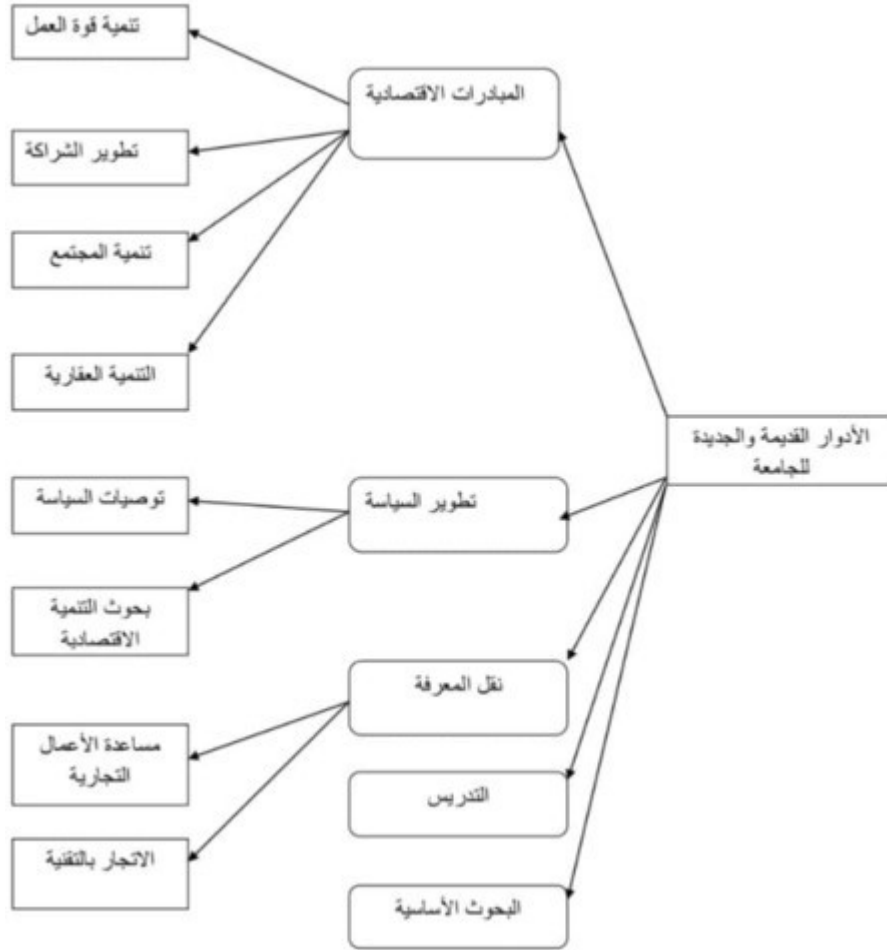 الأدوار القديمة والجديدة
للجامعة
المبادرات الاقتصادية
تنمية قوة العمل
تطوير الشراكة
تنمية المجتمع
التنمية العقارية
تطوير السياسة
توصيات السياسة
بحوث التنمية
الاقتصادية
نقل المعرفة
مساعدة الأعمال
التجارية
الاتجار بالتقنية
التدريس
البحوث الأساسية